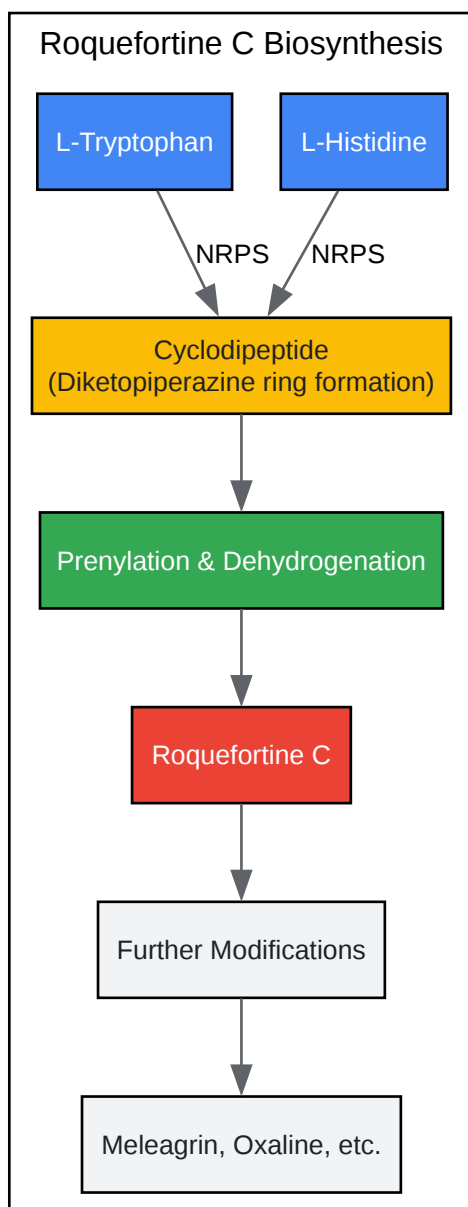 Roquefortine C Biosynthesis
L-Tryptophan
L-Histidine
NRPS
NRPS
Cyclodipeptide
(Diketopiperazine ring formation)
Prenylation & Dehydrogenation
Roquefortine C
Further Modifications
Meleagrin, Oxaline, etc.